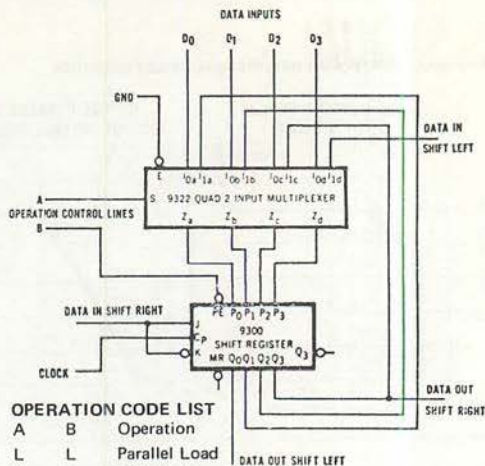 DATA INPUTS
D0 D1 D2 D3
GND
DATA IN
SHIFT LEFT
E I0a I1a I0b I1b I0c I1c I0d I1d
A
S 9322 QUAD 2 INPUT MULTIPLEXER
OPERATION CONTROL LINES
Za Zb Zc Zd
B
PE P0 P1 P2 P3
DATA IN SHIFT RIGHT
J
9300
CP
SHIFT REGISTER
Q3
K
MR Q0 Q1 Q2 Q3
CLOCK
DATA OUT
SHIFT RIGHT
OPERATION CODE LIST
A B Operation
L L Parallel Load
DATA OUT SHIFT LEFT